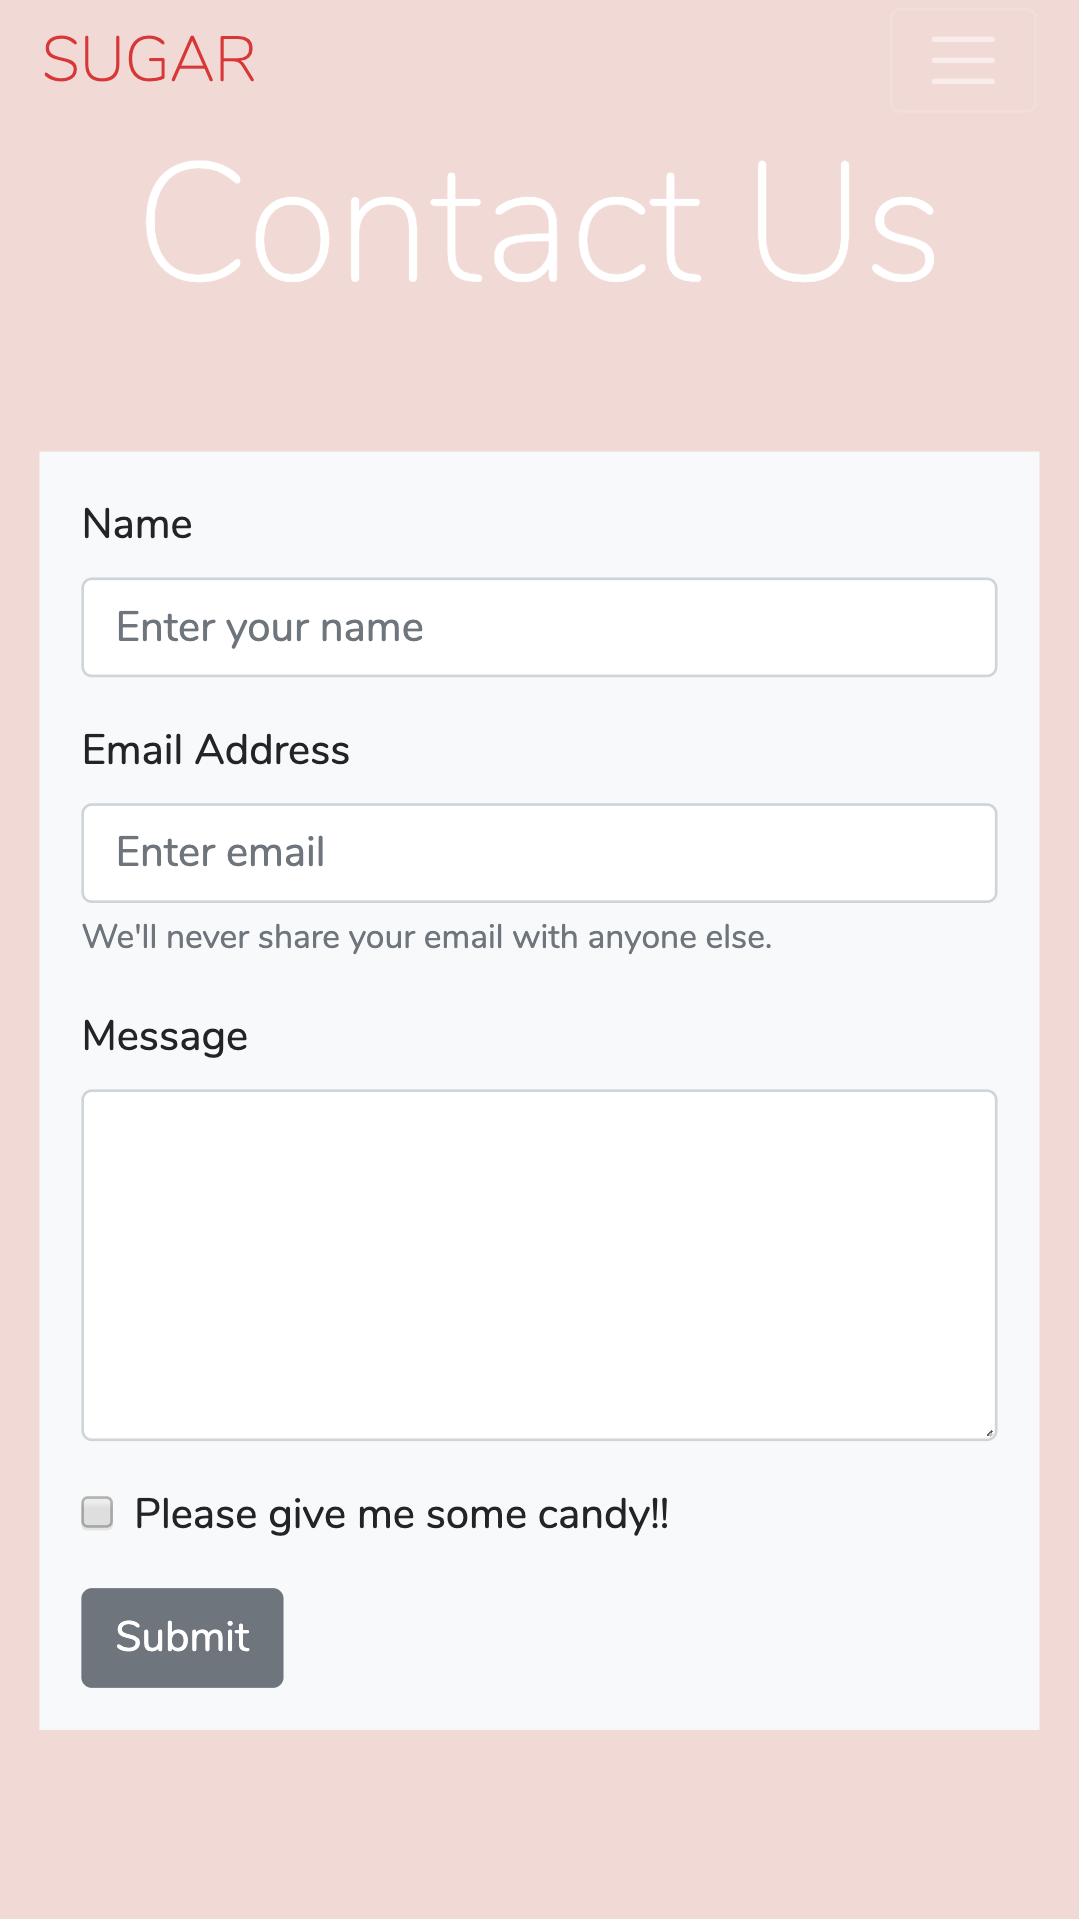 SUGAR
Contact Us
Name
Enter your name
Email Address
Enter email
We'll never share your email with anyone else.
Message
Please give me some candy!!
Submit